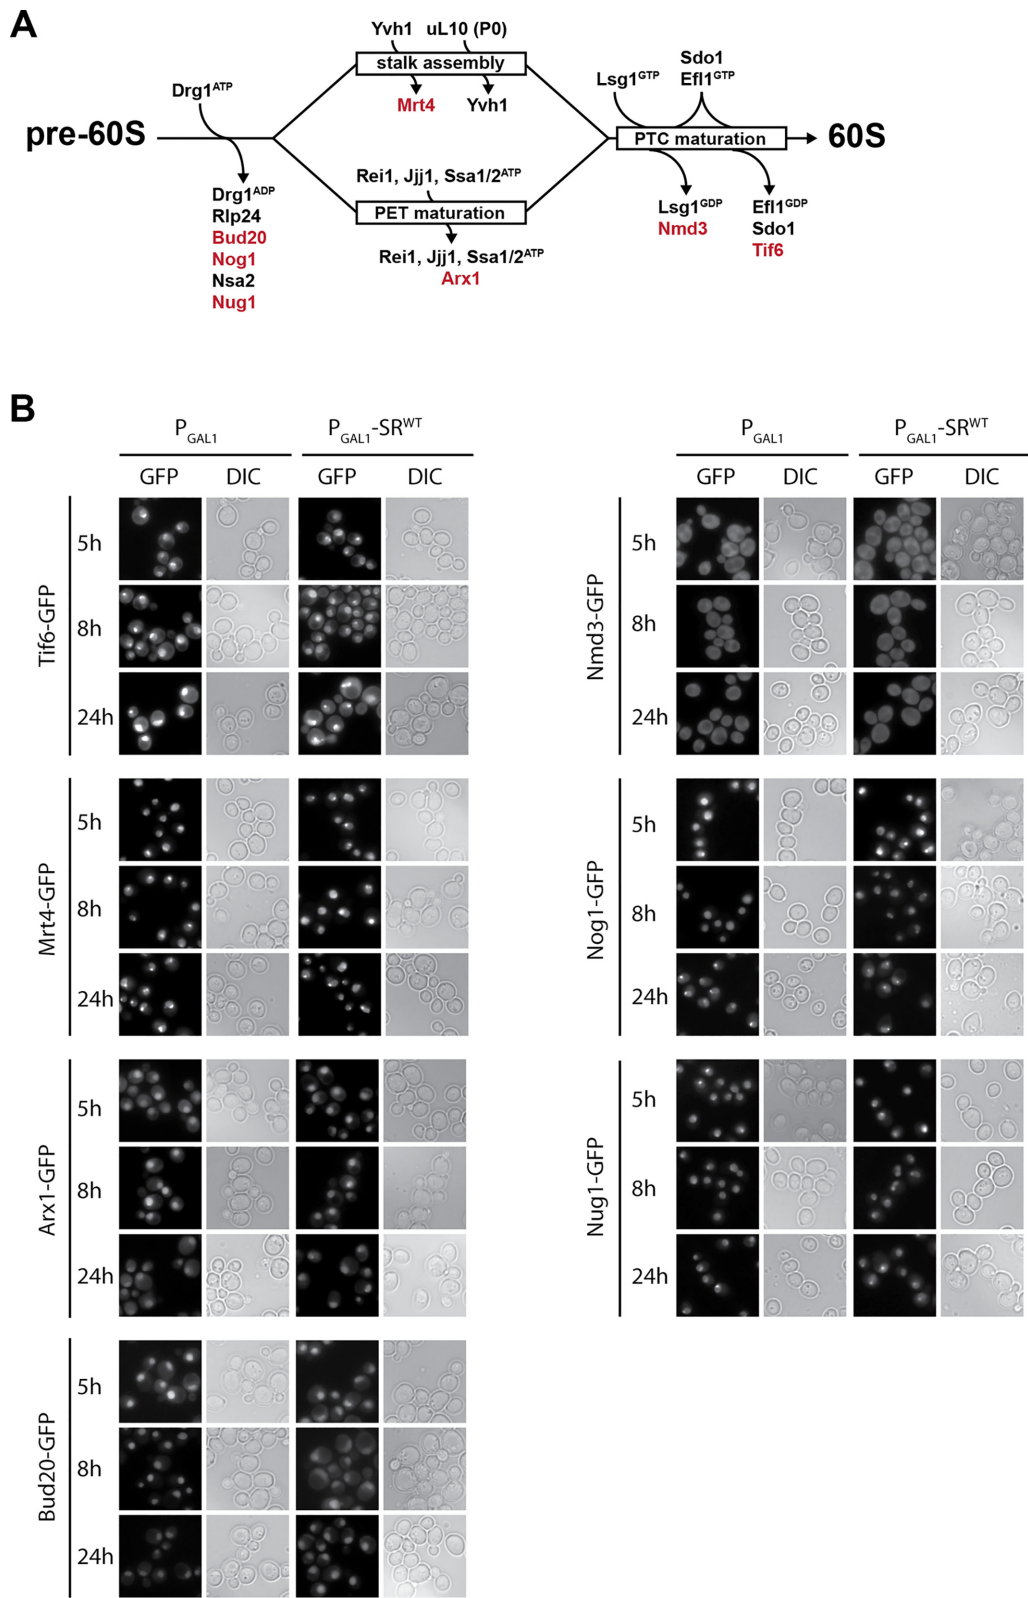 A
Yvh1 uL10 (P0)
stalk assembly
Mrt4 Yvh1
Drg1ATP
pre-60S
Drg1ADP
Rlp24
Bud20
Nog1
Nsa2
Nug1
Rei1, Jjj1, Ssa1/2ATP
PET maturation
Rei1, Jjj1, Ssa1/2ATP
Arx1
Sdo1
Lsg1GTP Efl1GTP
PTC maturation
60S
Lsg1GDP Efl1GDP
Nmd3 Sdo1
Tif6
B
PGAL1 PGAL1-SRWT
GFP DIC GFP DIC
Tif6-GFP
5h
8h
24h
Mrt4-GFP
5h
8h
24h
Arx1-GFP
5h
8h
24h
Bud20-GFP
5h
8h
24h
PGAL1 PGAL1-SRWT
GFP DIC GFP DIC
Nmd3-GFP
5h
8h
24h
Nog1-GFP
5h
8h
24h
Nug1-GFP
5h
8h
24h